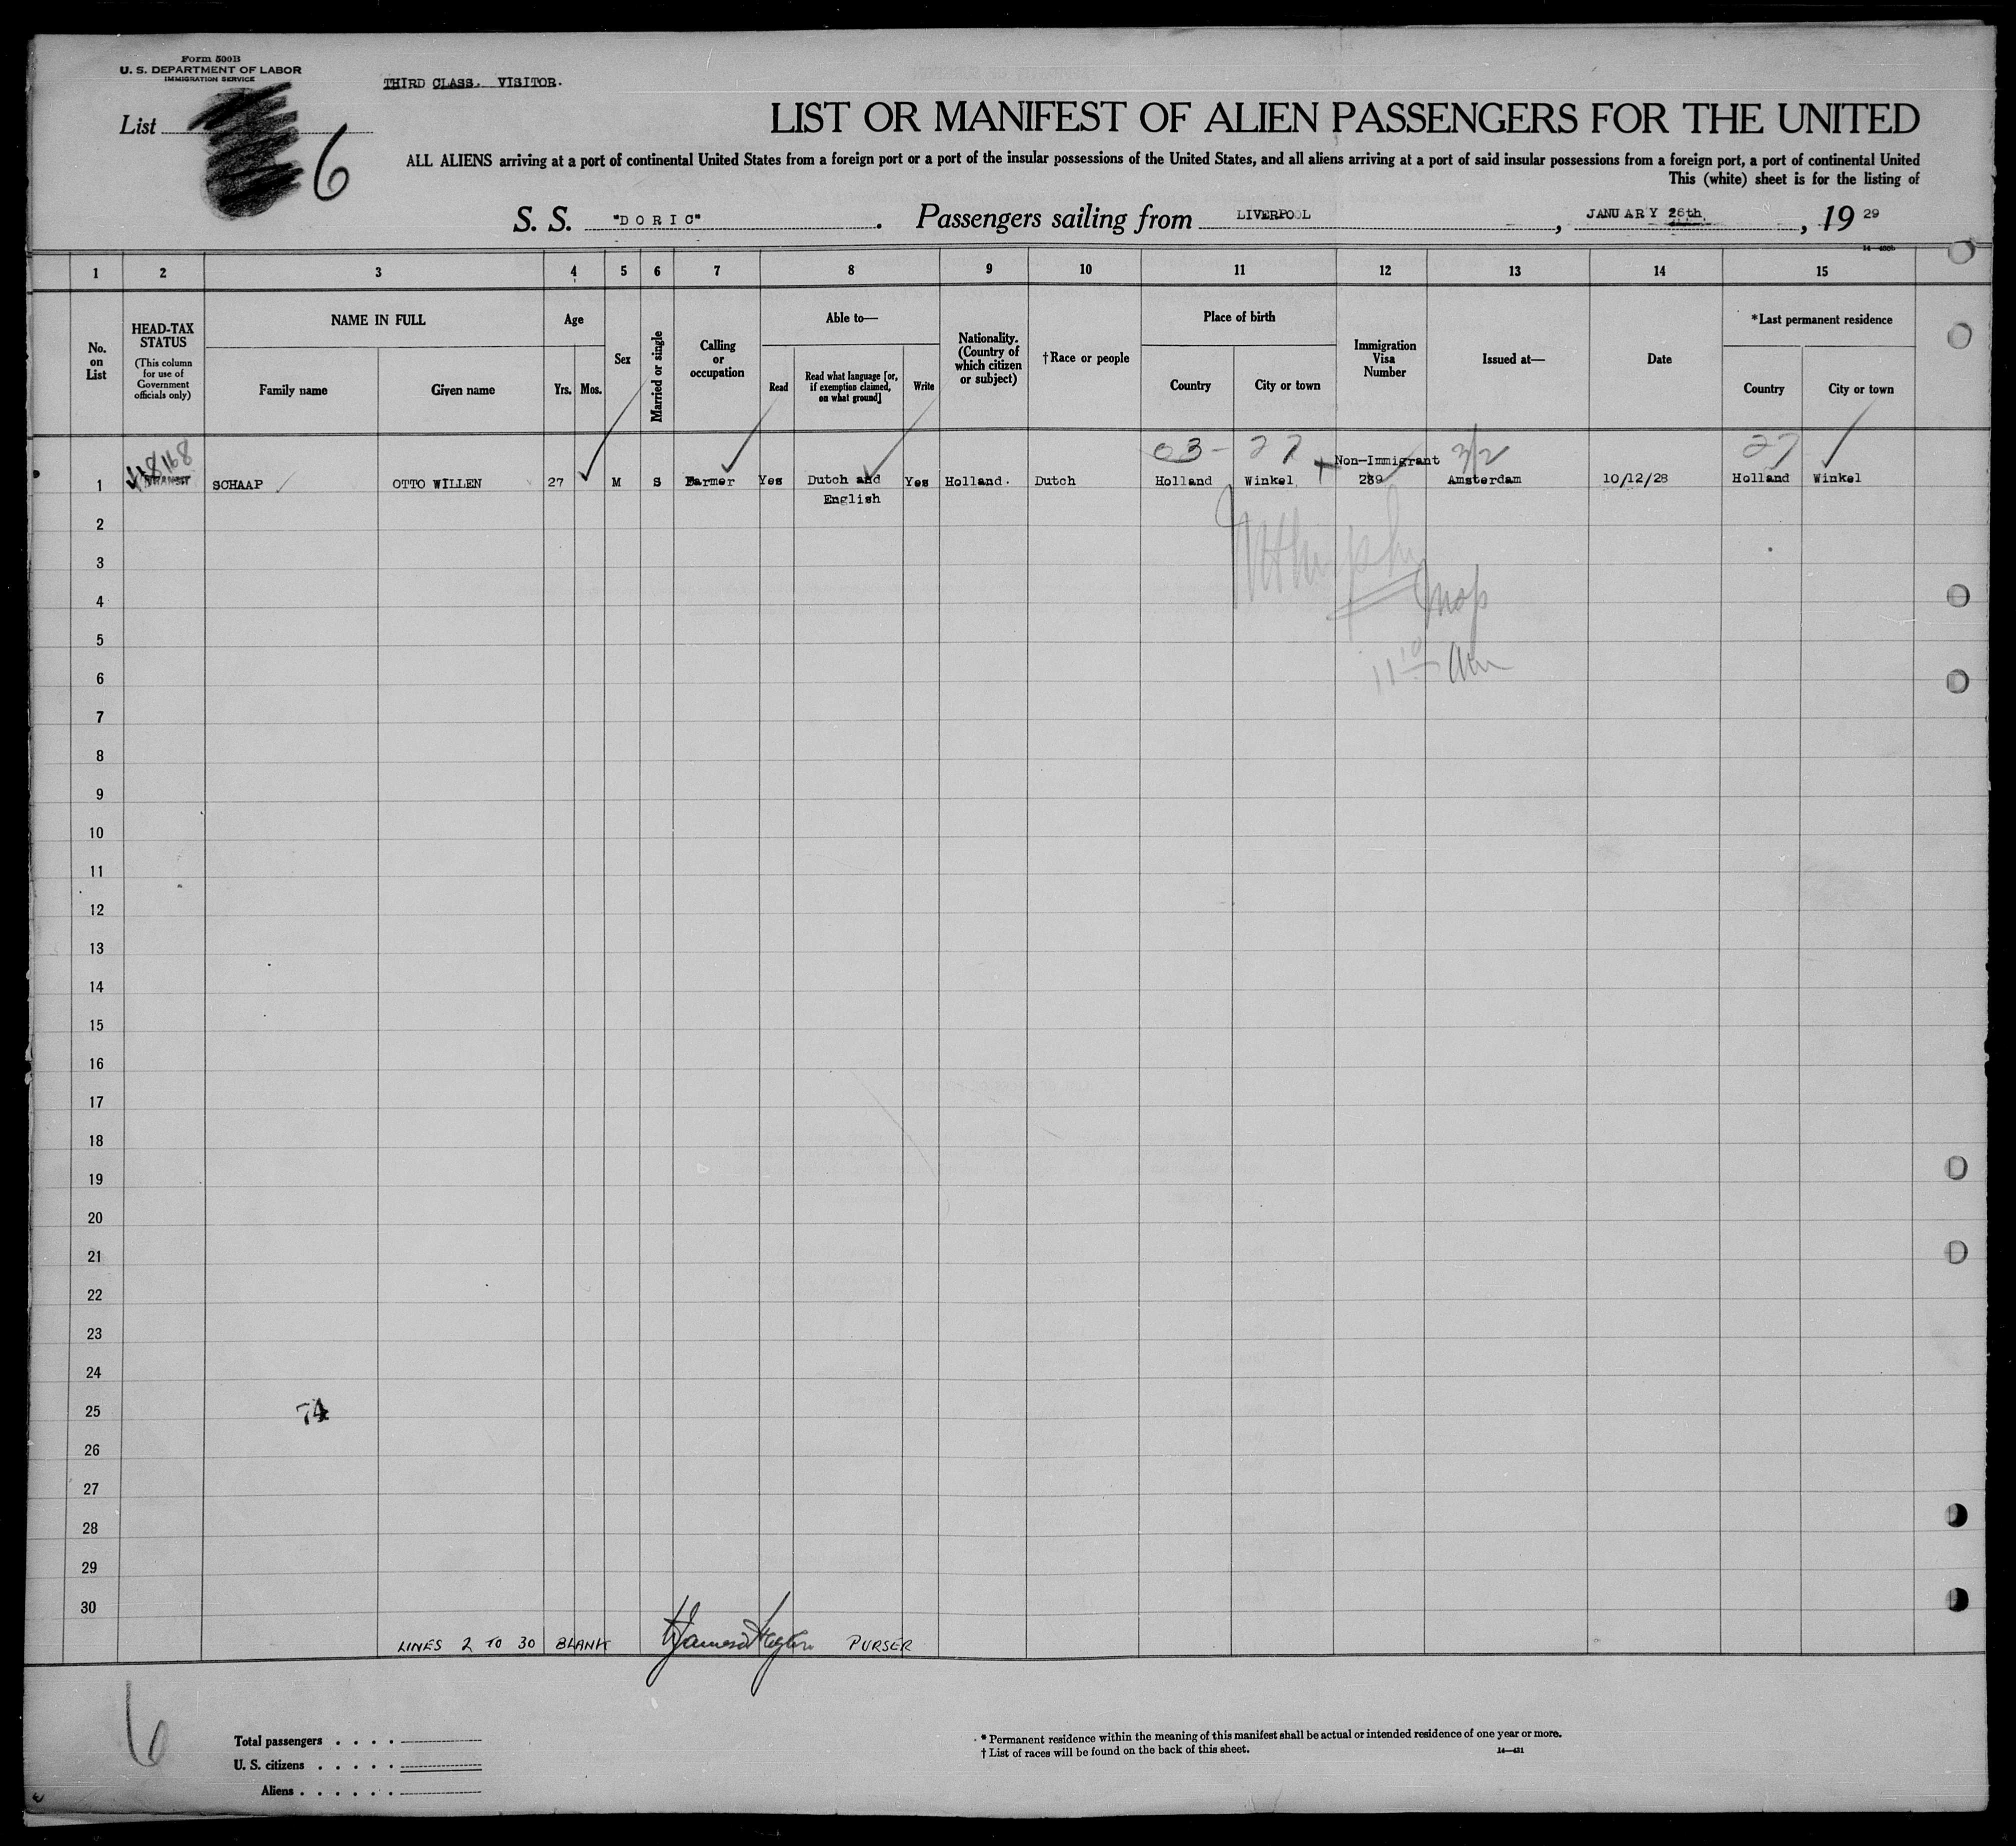 Form 500B
U. S. DEPARTMENT OF LABOR
IMMIGRATION SERVICE
THIRD CLASS. VISITOR.
List
6
LIST OR MANIFEST OF ALIEN PASSENGERS FOR THE UNITED
ALL ALIENS arriving at a port of continental United States from a foreign port or a port of the insular possessions of the United States, and all aliens arriving at a port of said insular possessions from a foreign port, a port of continental United
This (white) sheet is for the listing of
S. S. "DORIC". Passengers sailing from LIVERPOOL, JANUARY 26th, 1929
1 2 3 4 5 6 7 8 9 10 11 12 13 14 15
No. on List
HEAD-TAX STATUS
(This column for use of Government officials only)
NAME IN FULL
Family name Given name
Age
Yrs. Mos.
Sex
Married or single
Calling or occupation
Able to—
Read
Read what language [or, if exemption claimed, on what ground]
Write
Nationality. (Country of which citizen or subject)
†Race or people
Place of birth
Country City or town
Immigration Visa Number
Issued at—
Date
*Last permanent residence
Country City or town
03- 27 27
Non-Immigrant
1 TRANSIT SCHAAP OTTO WILLEN 27 M S Farmer Yes Dutch and English Yes Holland. Dutch Holland Winkel 289 Amsterdam 10/12/28 Holland Winkel
2
3
4
5
6
7
8
9
10
11
12
13
14
15
16
17
18
19
20
21
22
23
24
25
74
26
27
28
29
30
LINES 2 TO 30 BLANK PURSER
6
Total passengers . . . .
U. S. citizens . . . . .
Aliens . . . . . .
* Permanent residence within the meaning of this manifest shall be actual or intended residence of one year or more.
† List of races will be found on the back of this sheet.
14—431